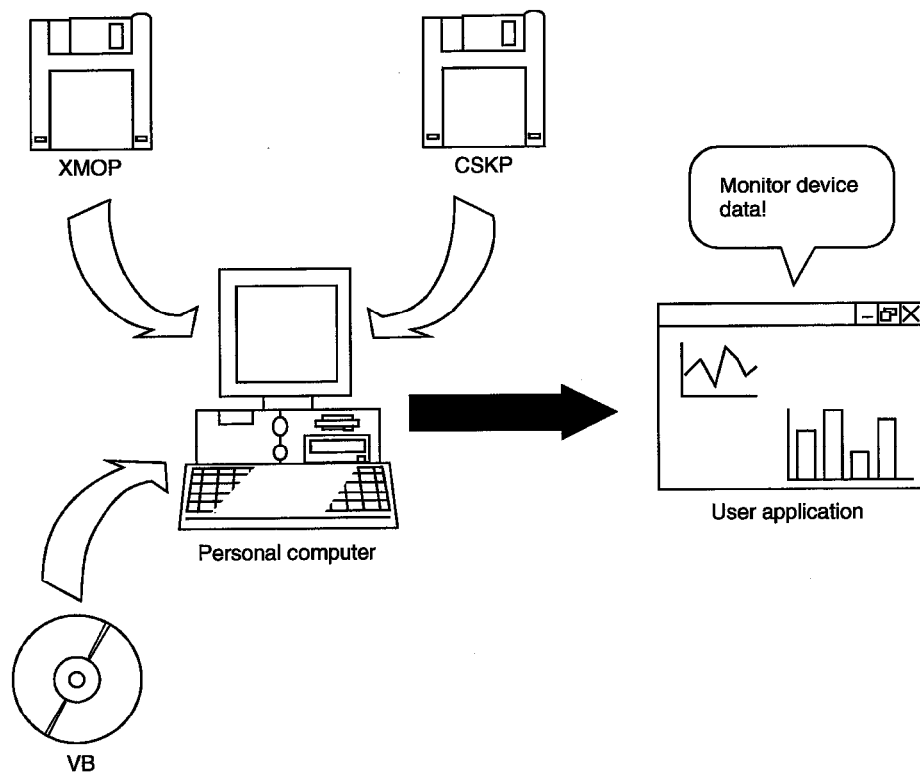 XMOP
CSKP
Monitor device
data!
Personal computer
User application
VB